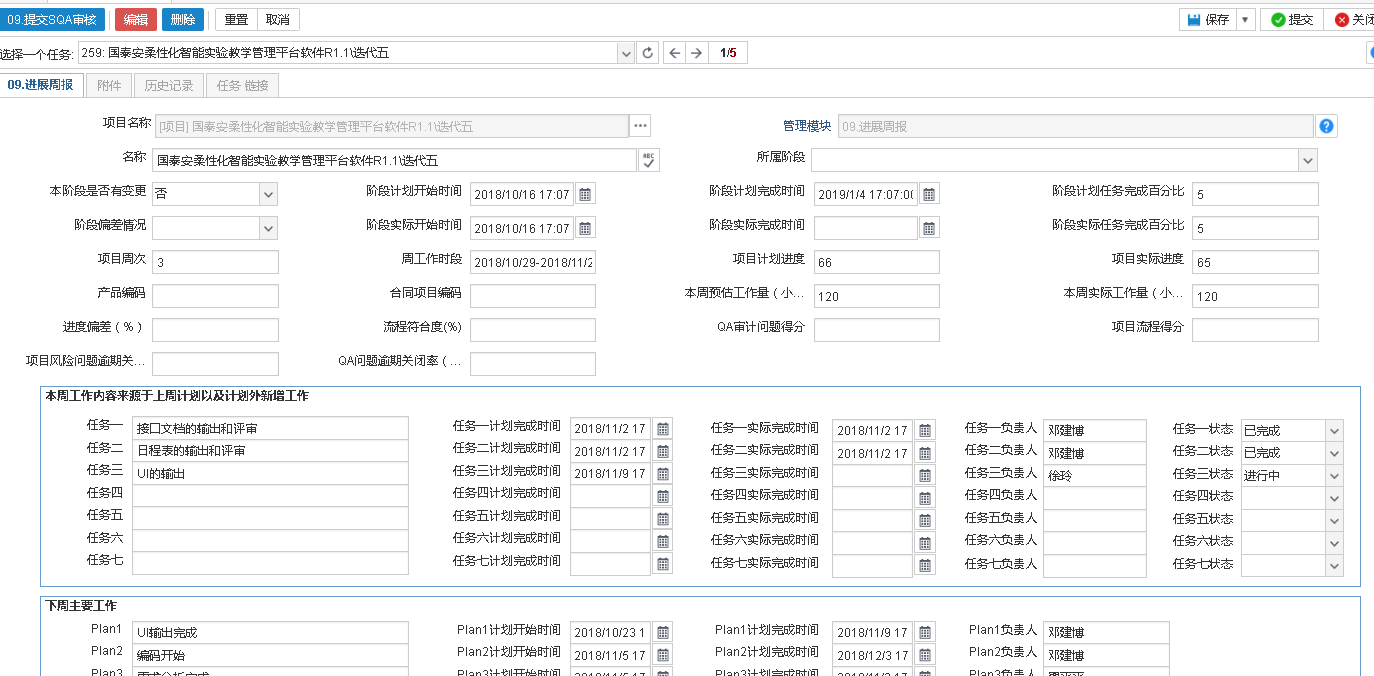 09.提交SQA审核 编辑 删除 重置 取消 保存 提交 关闭
选择一个任务: 259: 国泰安柔性化智能实验教学管理平台软件R1.1\迭代五 1/5
09.进展周报 附件 历史记录 任务 链接
项目名称 [项目] 国泰安柔性化智能实验教学管理平台软件R1.1\迭代五 管理模块 09.进展周报
名称 国泰安柔性化智能实验教学管理平台软件R1.1\迭代五 所属阶段
本阶段是否有变更 否 阶段计划开始时间 2018/10/16 17:07 阶段计划完成时间 2019/1/4 17:07:00 阶段计划任务完成百分比 5
阶段偏差情况 阶段实际开始时间 2018/10/16 17:07 阶段实际完成时间 阶段实际任务完成百分比 5
项目周次 3 周工作时段 2018/10/29-2018/11/2 项目计划进度 66 项目实际进度 65
产品编码 合同项目编码 本周预估工作量（小... 120 本周实际工作量（小... 120
进度偏差（%） 流程符合度(%) QA审计问题得分 项目流程得分
项目风险问题逾期关... QA问题逾期关闭率（...
本周工作内容来源于上周计划以及计划外新增工作
任务一 接口文档的输出和评审 任务一计划完成时间 2018/11/2 17 任务一实际完成时间 2018/11/2 17 任务一负责人 邓建博 任务一状态 已完成
任务二 日程表的输出和评审 任务二计划完成时间 2018/11/2 17 任务二实际完成时间 2018/11/2 17 任务二负责人 邓建博 任务二状态 已完成
任务三 UI的输出 任务三计划完成时间 2018/11/9 17 任务三实际完成时间 任务三负责人 徐玲 任务三状态 进行中
任务四 任务四计划完成时间 任务四实际完成时间 任务四负责人 任务四状态
任务五 任务五计划完成时间 任务五实际完成时间 任务五负责人 任务五状态
任务六 任务六计划完成时间 任务六实际完成时间 任务六负责人 任务六状态
任务七 任务七计划完成时间 任务七实际完成时间 任务七负责人 任务七状态
下周主要工作
Plan1 UI输出完成 Plan1计划开始时间 2018/10/23 1 Plan1计划完成时间 2018/11/9 17 Plan1负责人 邓建博
Plan2 编码开始 Plan2计划开始时间 2018/11/5 17 Plan2计划完成时间 2018/12/3 17 Plan2负责人 邓建博
Plan3 Plan3计划开始时间 Plan3计划完成时间 Plan3负责人